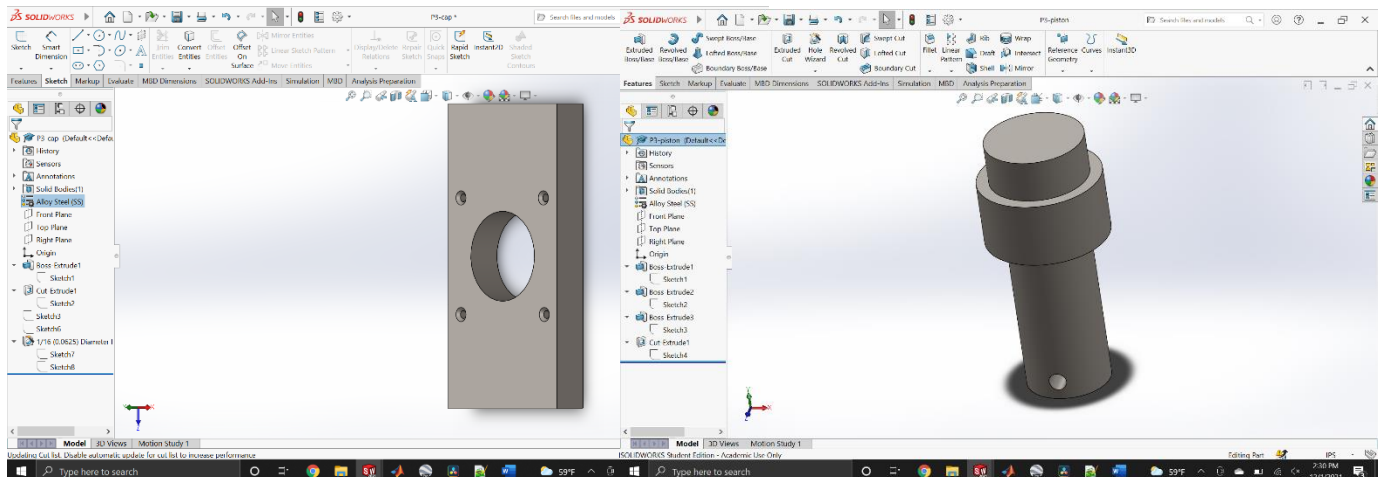 SOLIDWORKS P3-cap * Search files and models
Sketch Smart Dimension Trim Entities Convert Entities Offset Entities Offset On Surface Mirror Entities Linear Sketch Pattern Move Entities Display/Delete Relations Repair Sketch Quick Snaps Rapid Sketch Instant2D Shaded Sketch Contours
Features Sketch Markup Evaluate MBD Dimensions SOLIDWORKS Add-Ins Simulation MBD Analysis Preparation
P3 cap (Default<<Defau
History
Sensors
Annotations
Solid Bodies(1)
Alloy Steel (SS)
Front Plane
Top Plane
Right Plane
Origin
Boss Extrude1
Sketch1
Cut Extrude1
Sketch2
Sketch3
Sketch6
1/16 (0.0625) Diameter
Sketch7
Sketch8
Model 3D Views Motion Study 1
Updating Cut list. Disable automatic update for cut list to increase performance
Type here to search 59°F
SOLIDWORKS P3-piston Search files and models
Extruded Boss/Base Revolved Boss/Base Swept Boss/Base Lofted Boss/Base Boundary Boss/Base Extruded Cut Hole Wizard Revolved Cut Swept Cut Lofted Cut Boundary Cut Fillet Linear Pattern Rib Draft Shell Wrap Intersect Mirror Reference Geometry Curves Instant3D
Features Sketch Markup Evaluate MBD Dimensions SOLIDWORKS Add-Ins Simulation MBD Analysis Preparation
P3-piston (Default<<De
History
Sensors
Annotations
Solid Bodies(1)
Alloy Steel (SS)
Front Plane
Top Plane
Right Plane
Origin
Boss Extrude1
Sketch1
Boss Extrude2
Sketch2
Boss Extrude3
Sketch3
Cut-Extrude1
Sketch4
Model 3D Views Motion Study 1
SOLIDWORKS Student Edition - Academic Use Only Editing Part IPS
Type here to search 59°F 2:30 PM
12/1/2021